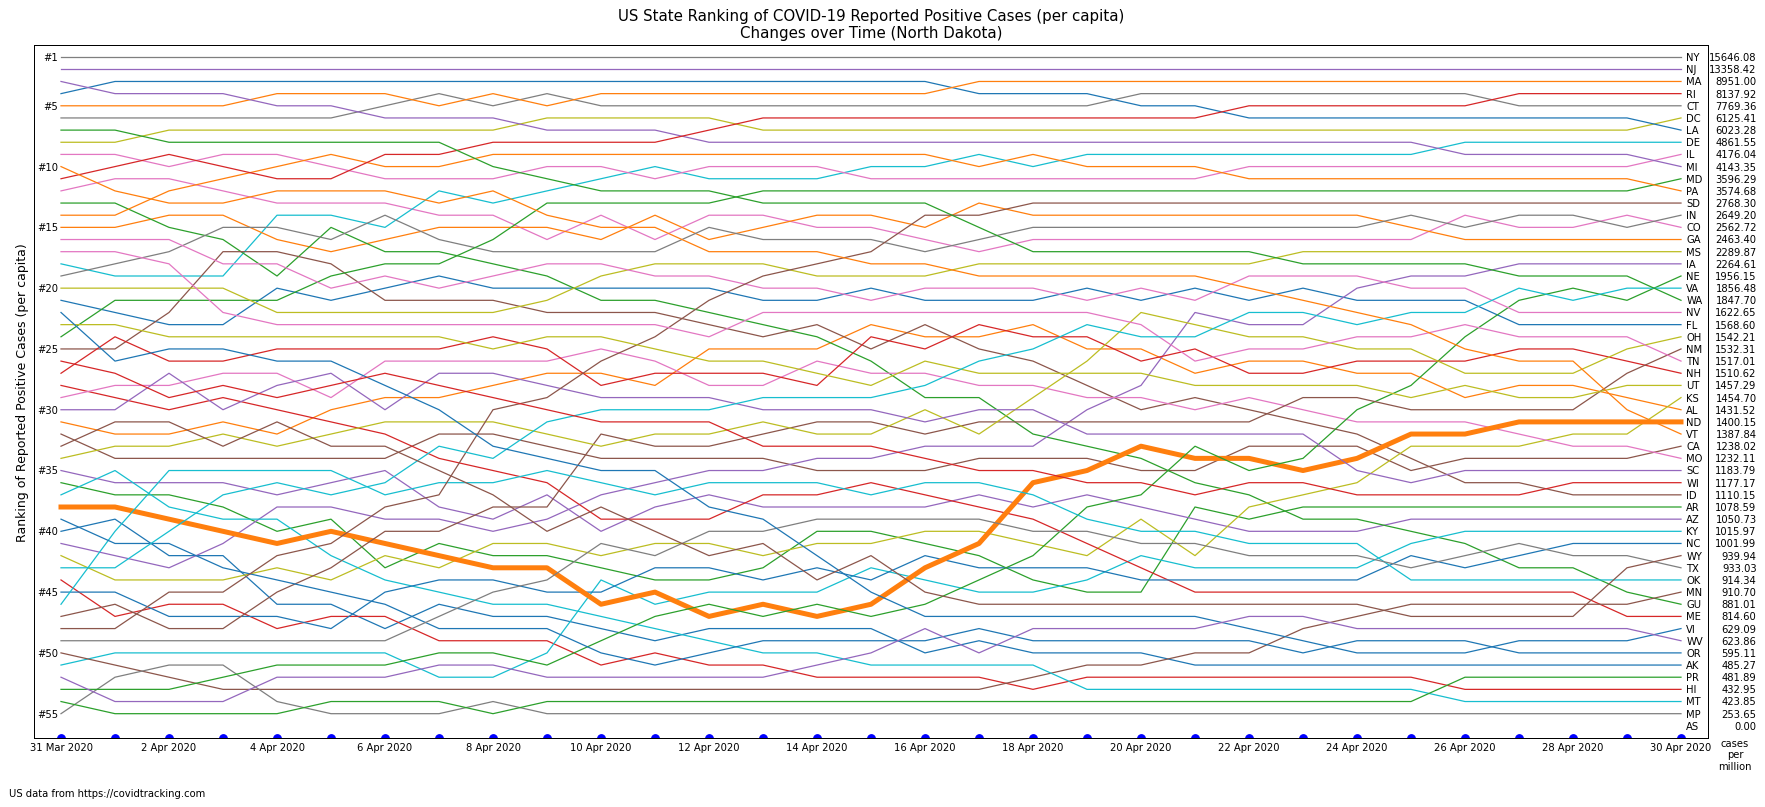 US State Ranking of COVID-19 Reported Positive Cases (per capita)
Changes over Time (North Dakota)
Ranking of Reported Positive Cases (per capita)
#1
#5
#10
#15
#20
#25
#30
#35
#40
#45
#50
#55
NY 15646.08
NJ 13358.42
MA 8951.00
RI 8137.92
CT 7769.36
DC 6125.41
LA 6023.28
DE 4861.55
IL 4176.04
MI 4143.35
MD 3596.29
PA 3574.68
SD 2768.30
IN 2649.20
CO 2562.72
GA 2463.40
MS 2289.87
IA 2264.61
NE 1956.15
VA 1856.48
WA 1847.70
NV 1622.65
FL 1568.60
OH 1542.21
NM 1532.31
TN 1517.01
NH 1510.62
UT 1457.29
KS 1454.70
AL 1431.52
ND 1400.15
VT 1387.84
CA 1238.02
MO 1232.11
SC 1183.79
WI 1177.17
ID 1110.15
AR 1078.59
AZ 1050.73
KY 1015.97
NC 1001.99
WY 939.94
TX 933.03
OK 914.34
MN 910.70
GU 881.01
ME 814.60
VI 629.09
WV 623.86
OR 595.11
AK 485.27
PR 481.89
HI 432.95
MT 423.85
MP 253.65
AS 0.00
31 Mar 2020 2 Apr 2020 4 Apr 2020 6 Apr 2020 8 Apr 2020 10 Apr 2020 12 Apr 2020 14 Apr 2020 16 Apr 2020 18 Apr 2020 20 Apr 2020 22 Apr 2020 24 Apr 2020 26 Apr 2020 28 Apr 2020 30 Apr 2020
cases
per
million
US data from https://covidtracking.com